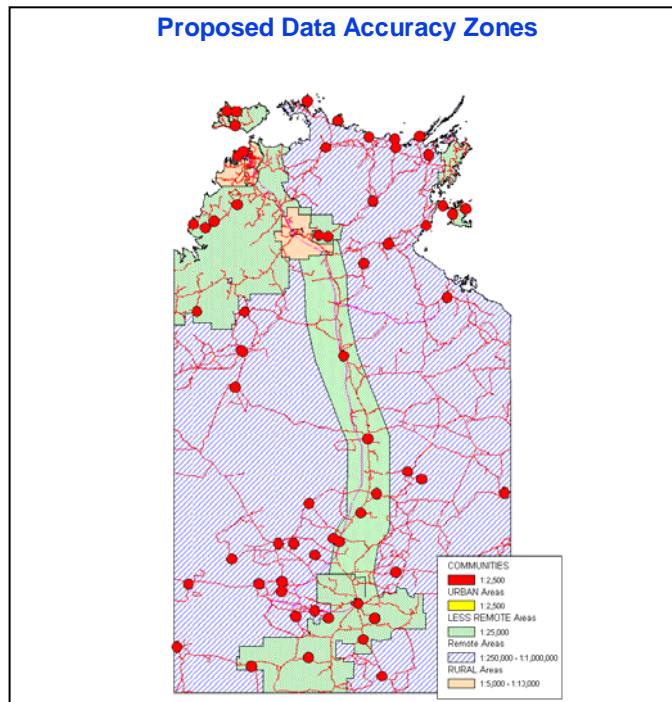 Proposed Data Accuracy Zones
COMMUNITIES
1:2,500
URBAN Areas
1:2,500
LESS REMOTE Areas
1:25,000
Remote Areas
1:250,000 - 1:1,000,000
RURAL Areas
1:5,000 - 1:13,000